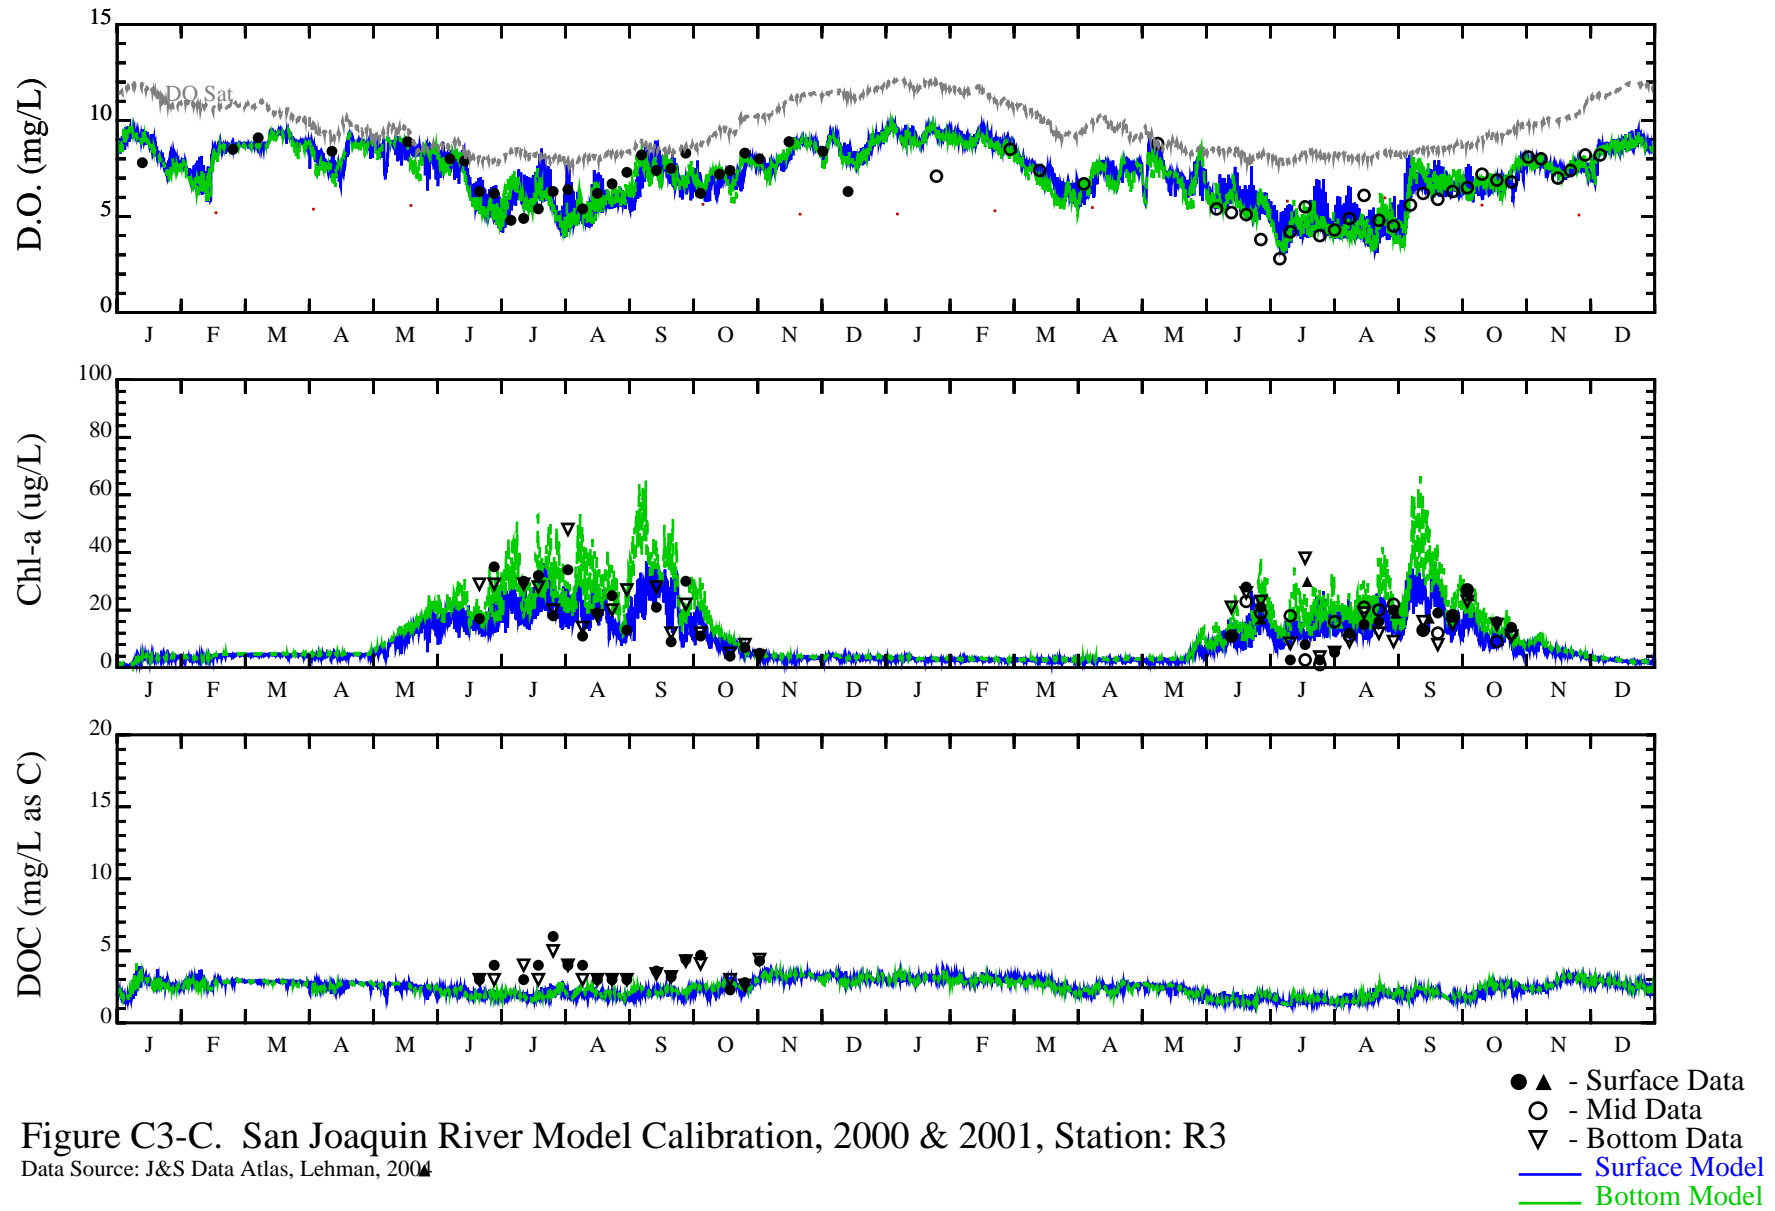 15
10
5
0
D.O. (mg/L)
DO Sat
J F M A M J J A S O N D J F M A M J J A S O N D
100
80
60
40
20
0
Chl-a (ug/L)
J F M A M J J A S O N D J F M A M J J A S O N D
20
15
10
5
0
DOC (mg/L as C)
J F M A M J J A S O N D J F M A M J J A S O N D
- Surface Data
- Mid Data
- Bottom Data
Surface Model
Bottom Model
Figure C3-C. San Joaquin River Model Calibration, 2000 & 2001, Station: R3
Data Source: J&S Data Atlas, Lehman, 2004